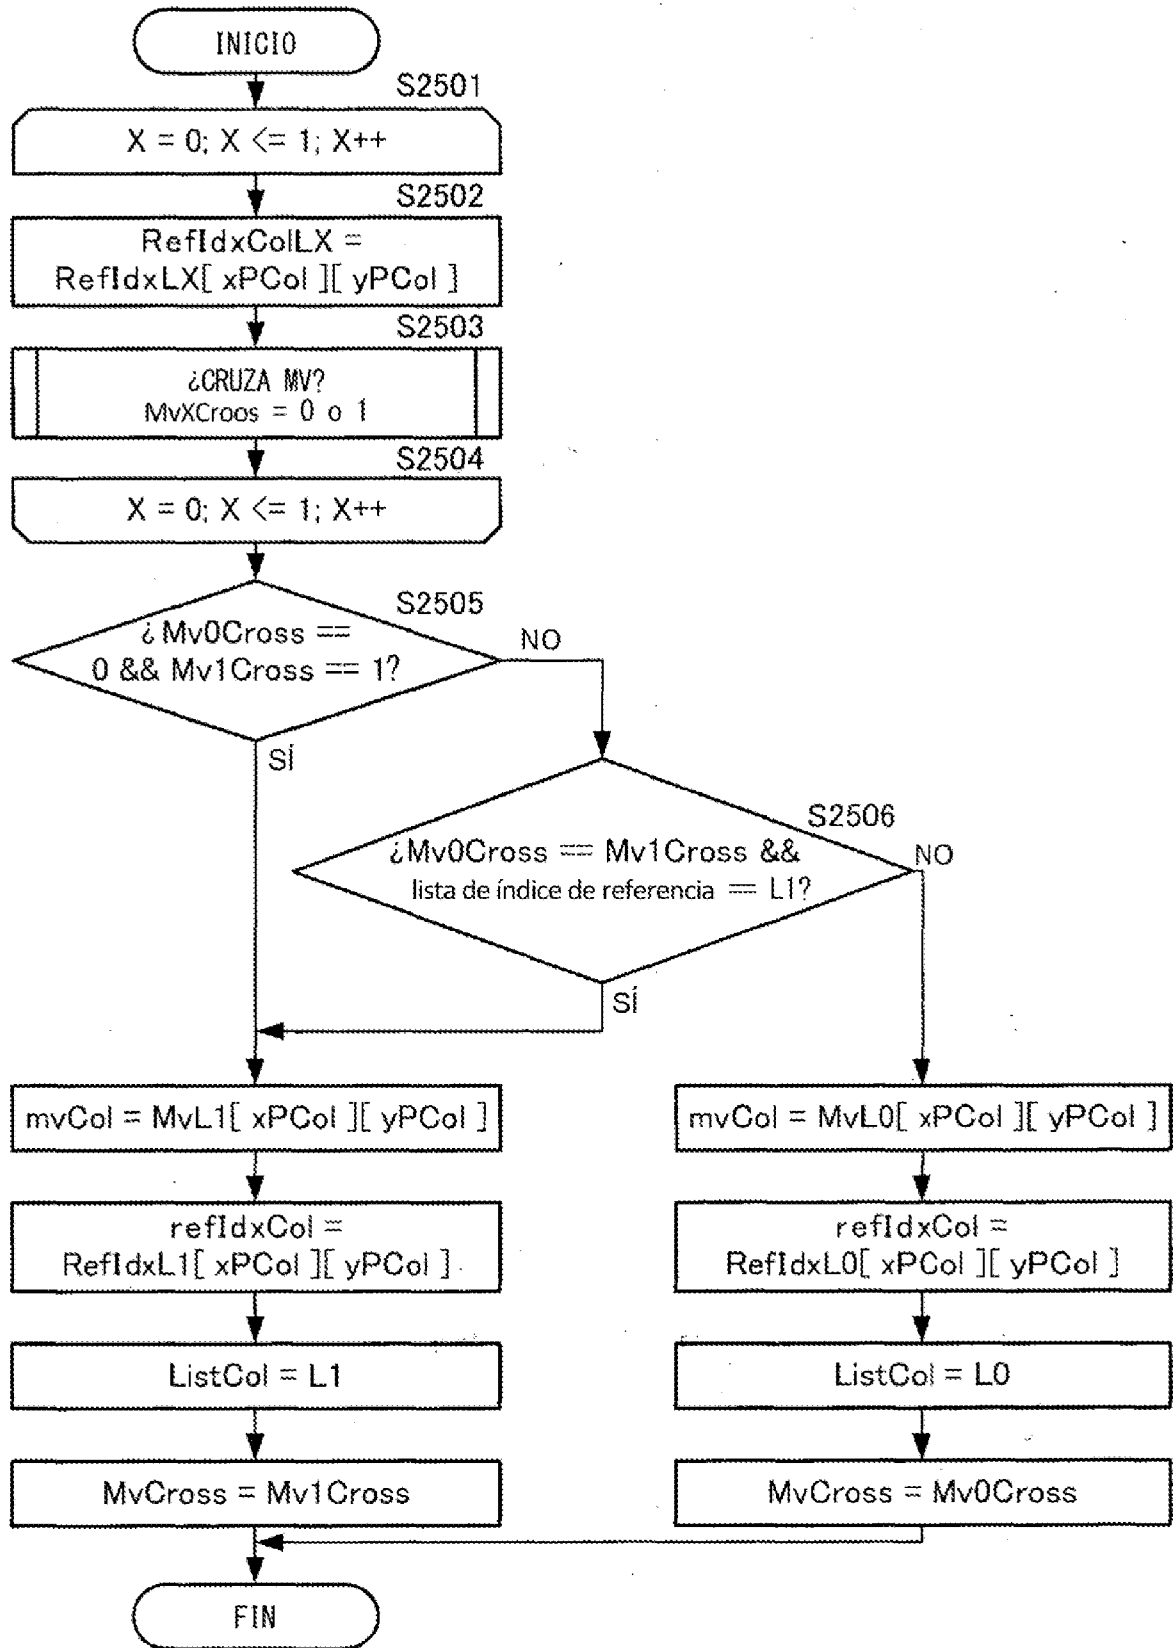 INICIO
S2501
X = 0; X <= 1; X++
S2502
RefIdxColLX =
RefIdxLX[ xPCol ][ yPCol ]
S2503
¿CRUZA MV?
MvXCroos = 0 o 1
S2504
X = 0; X <= 1; X++
S2505
¿Mv0Cross ==
0 && Mv1Cross == 1?
NO
SÍ
S2506
¿Mv0Cross == Mv1Cross &&
lista de índice de referencia == L1?
NO
SÍ
mvCol = MvL1[ xPCol ][ yPCol ]
mvCol = MvL0[ xPCol ][ yPCol ]
refIdxCol =
RefIdxL1[ xPCol ][ yPCol ]
refIdxCol =
RefIdxL0[ xPCol ][ yPCol ]
ListCol = L1
ListCol = L0
MvCross = Mv1Cross
MvCross = Mv0Cross
FIN